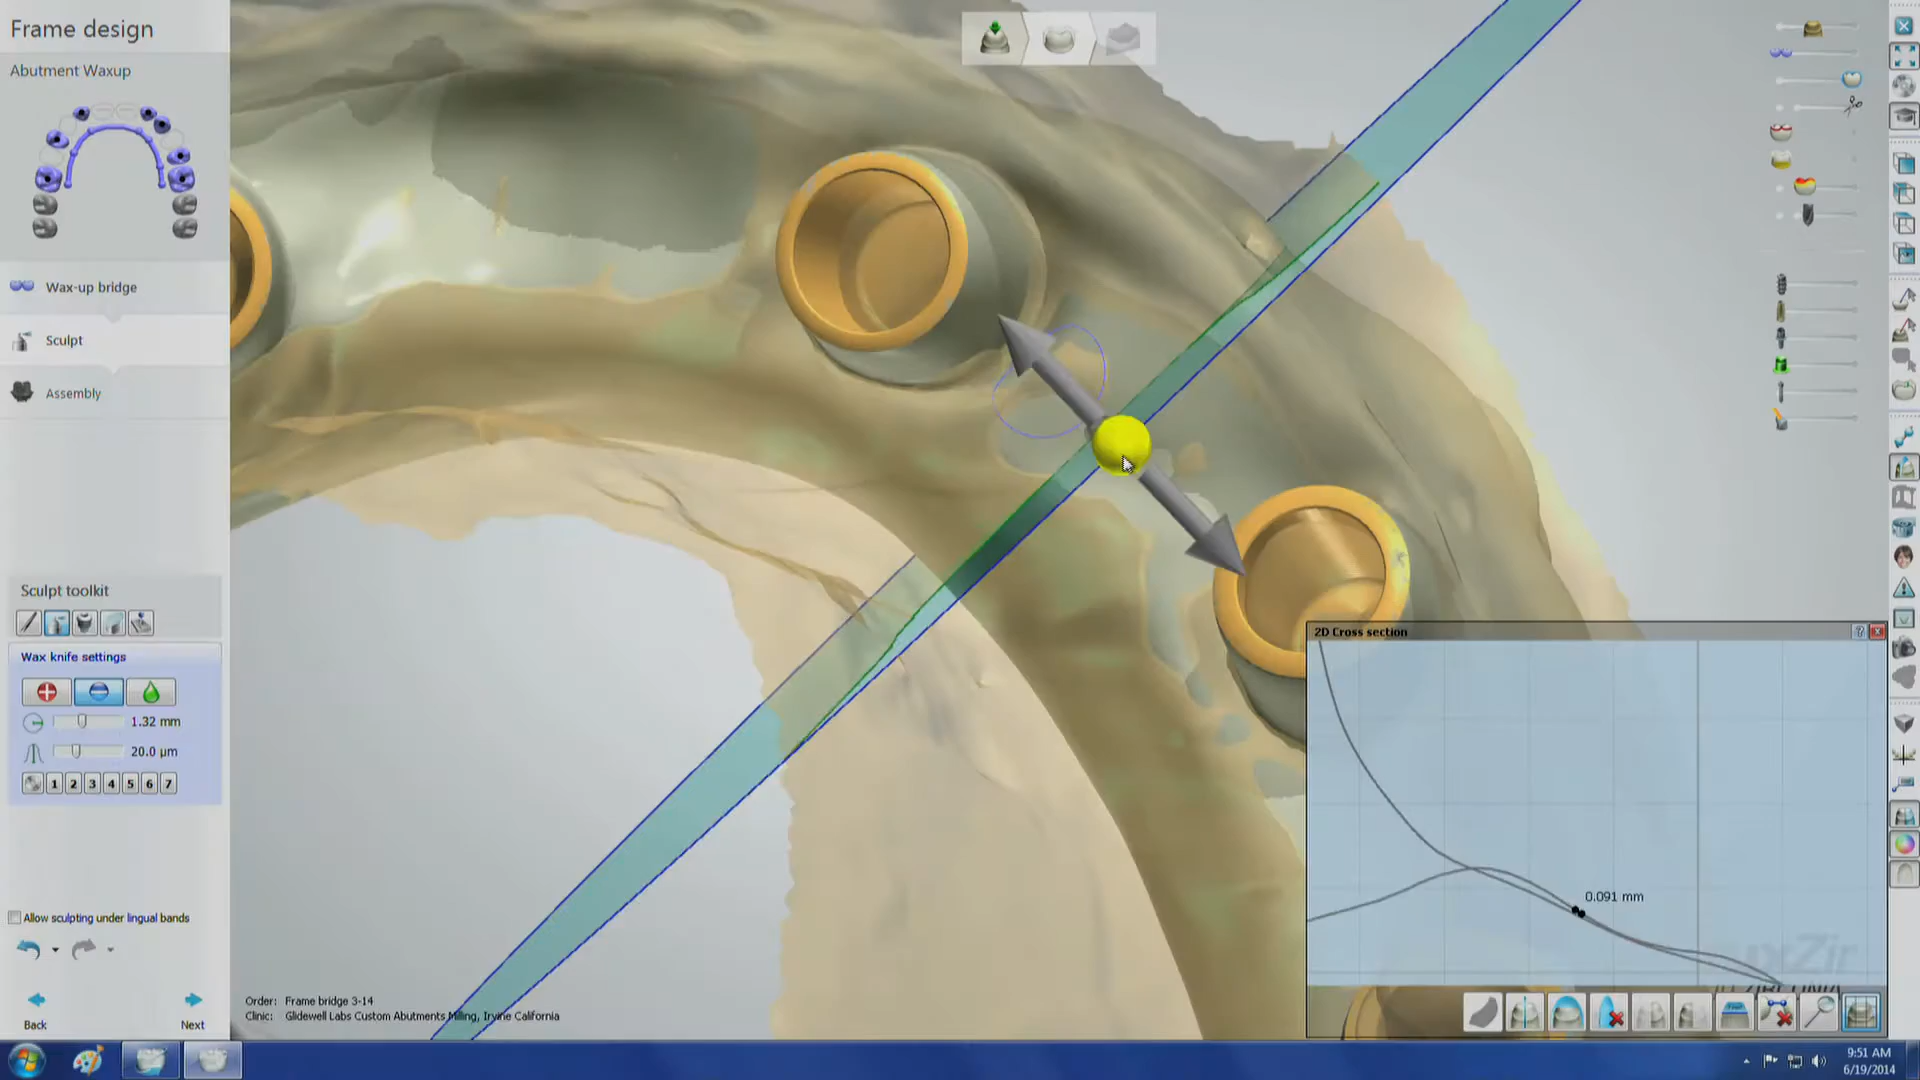 Frame design
Abutment Waxup
Wax-up bridge
Sculpt
Assembly
Sculpt toolkit
Wax knife settings
1.32 mm
20.0 µm
1 2 3 4 5 6 7
Allow sculpting under lingual bands
Back
Next
Order: Frame bridge 3-14
Clinic: Glidewell Labs Custom Abutments Milling, Irvine California
2D Cross section
0.091 mm
9:51 AM
6/19/2014